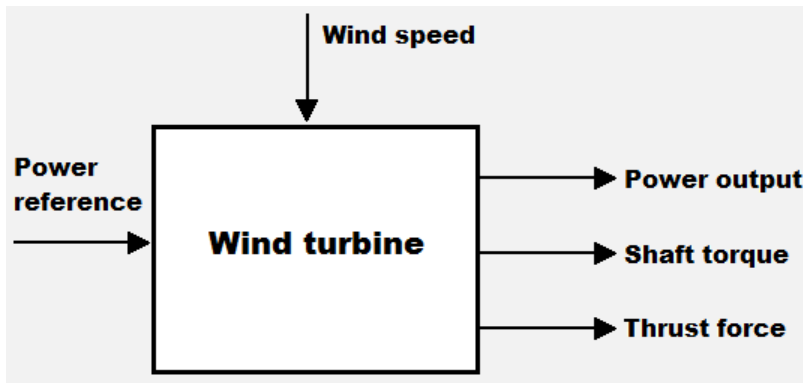 Wind speed
Power
reference
Wind turbine
Power output
Shaft torque
Thrust force